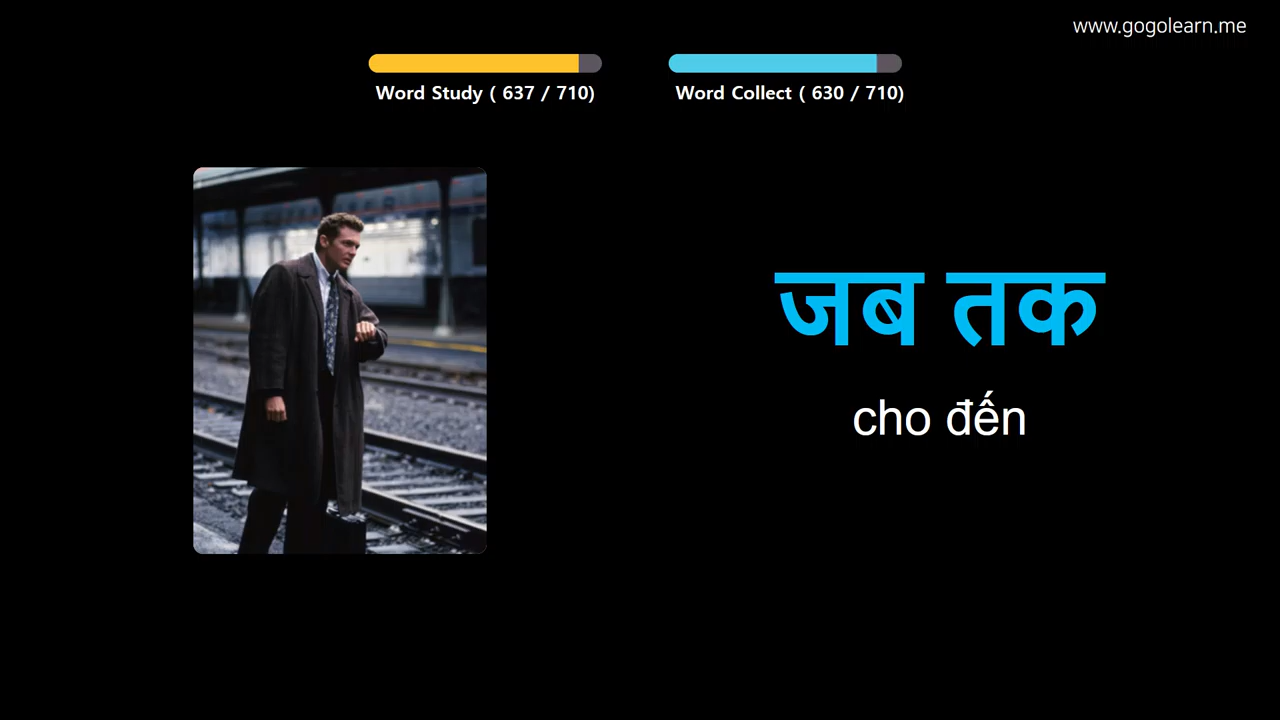 www.gogolearn.me
Word Study ( 637 / 710)
Word Collect ( 630 / 710)
जब तक
cho đến